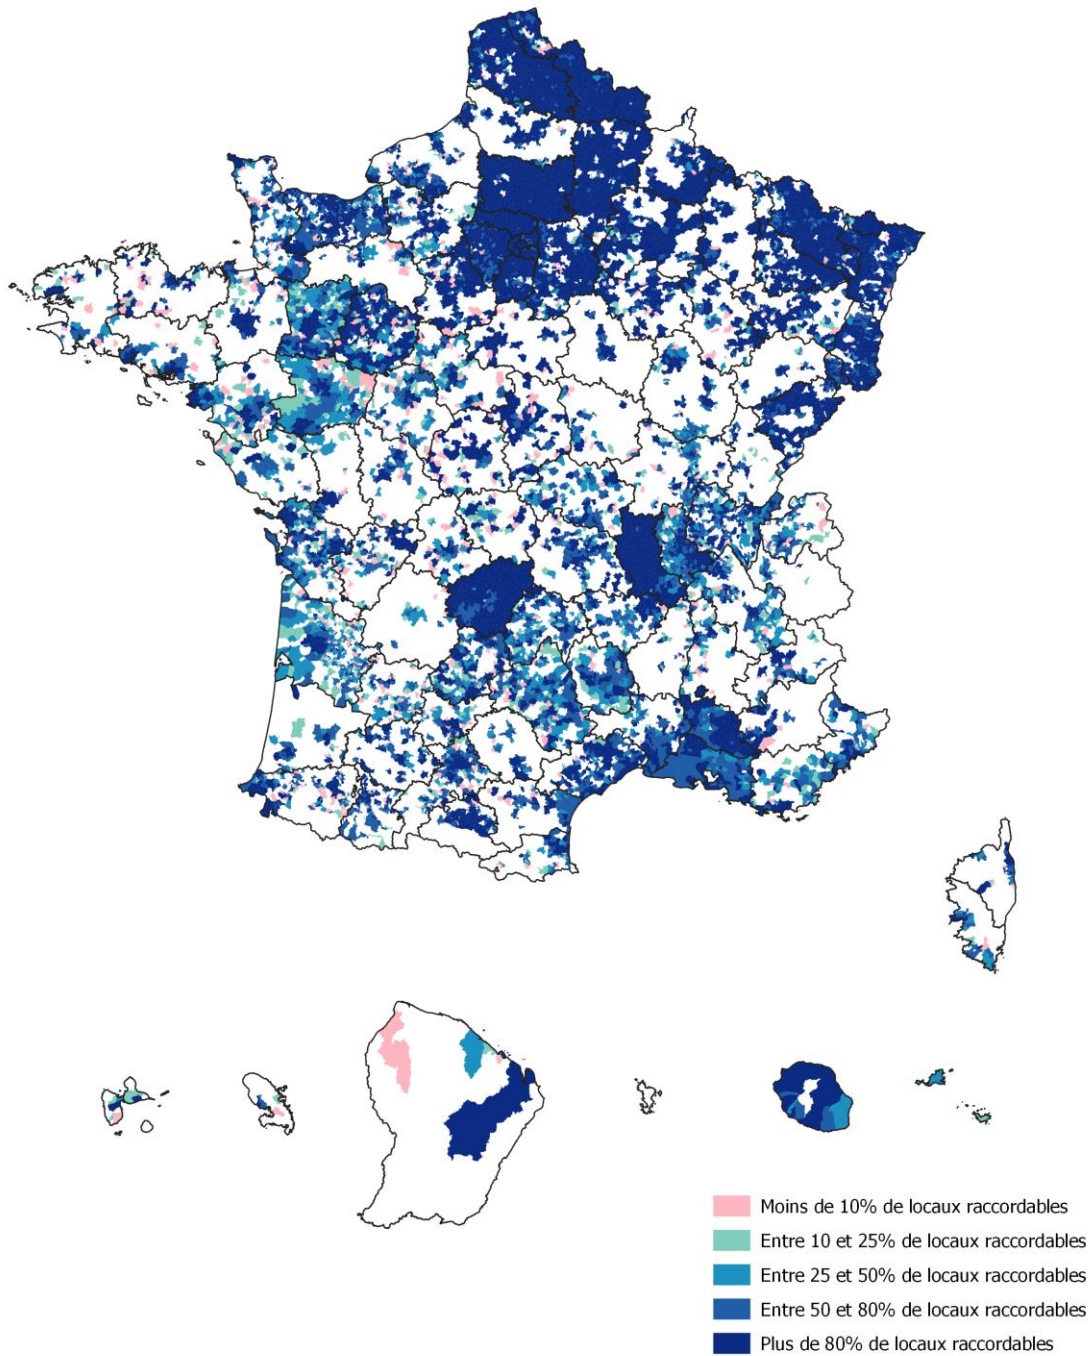 Moins de 10% de locaux raccordables
Entre 10 et 25% de locaux raccordables
Entre 25 et 50% de locaux raccordables
Entre 50 et 80% de locaux raccordables
Plus de 80% de locaux raccordables